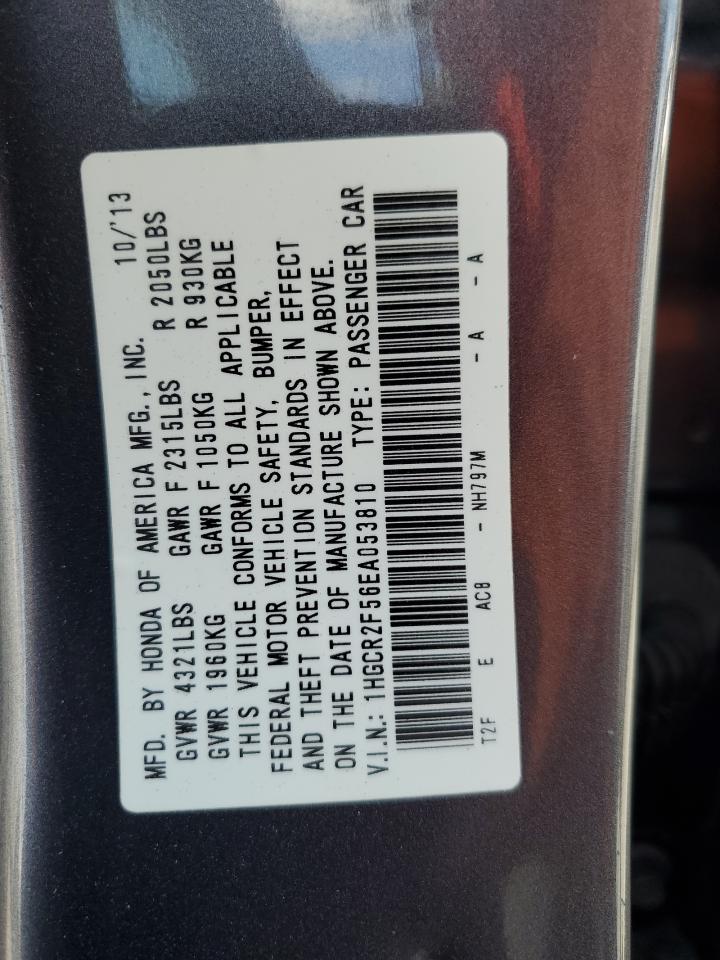 MFD. BY HONDA OF AMERICA MFG., INC. 10/'13
GVWR 4321LBS GAWR F 2315LBS R 2050LBS
GVWR 1960KG GAWR F 1050KG R 930KG
THIS VEHICLE CONFORMS TO ALL APPLICABLE
FEDERAL MOTOR VEHICLE SAFETY, BUMPER,
AND THEFT PREVENTION STANDARDS IN EFFECT
ON THE DATE OF MANUFACTURE SHOWN ABOVE.
V.I.N.: 1HGCR2F56EA053810 TYPE: PASSENGER CAR
T2F E AC8 - NH797M - A - A